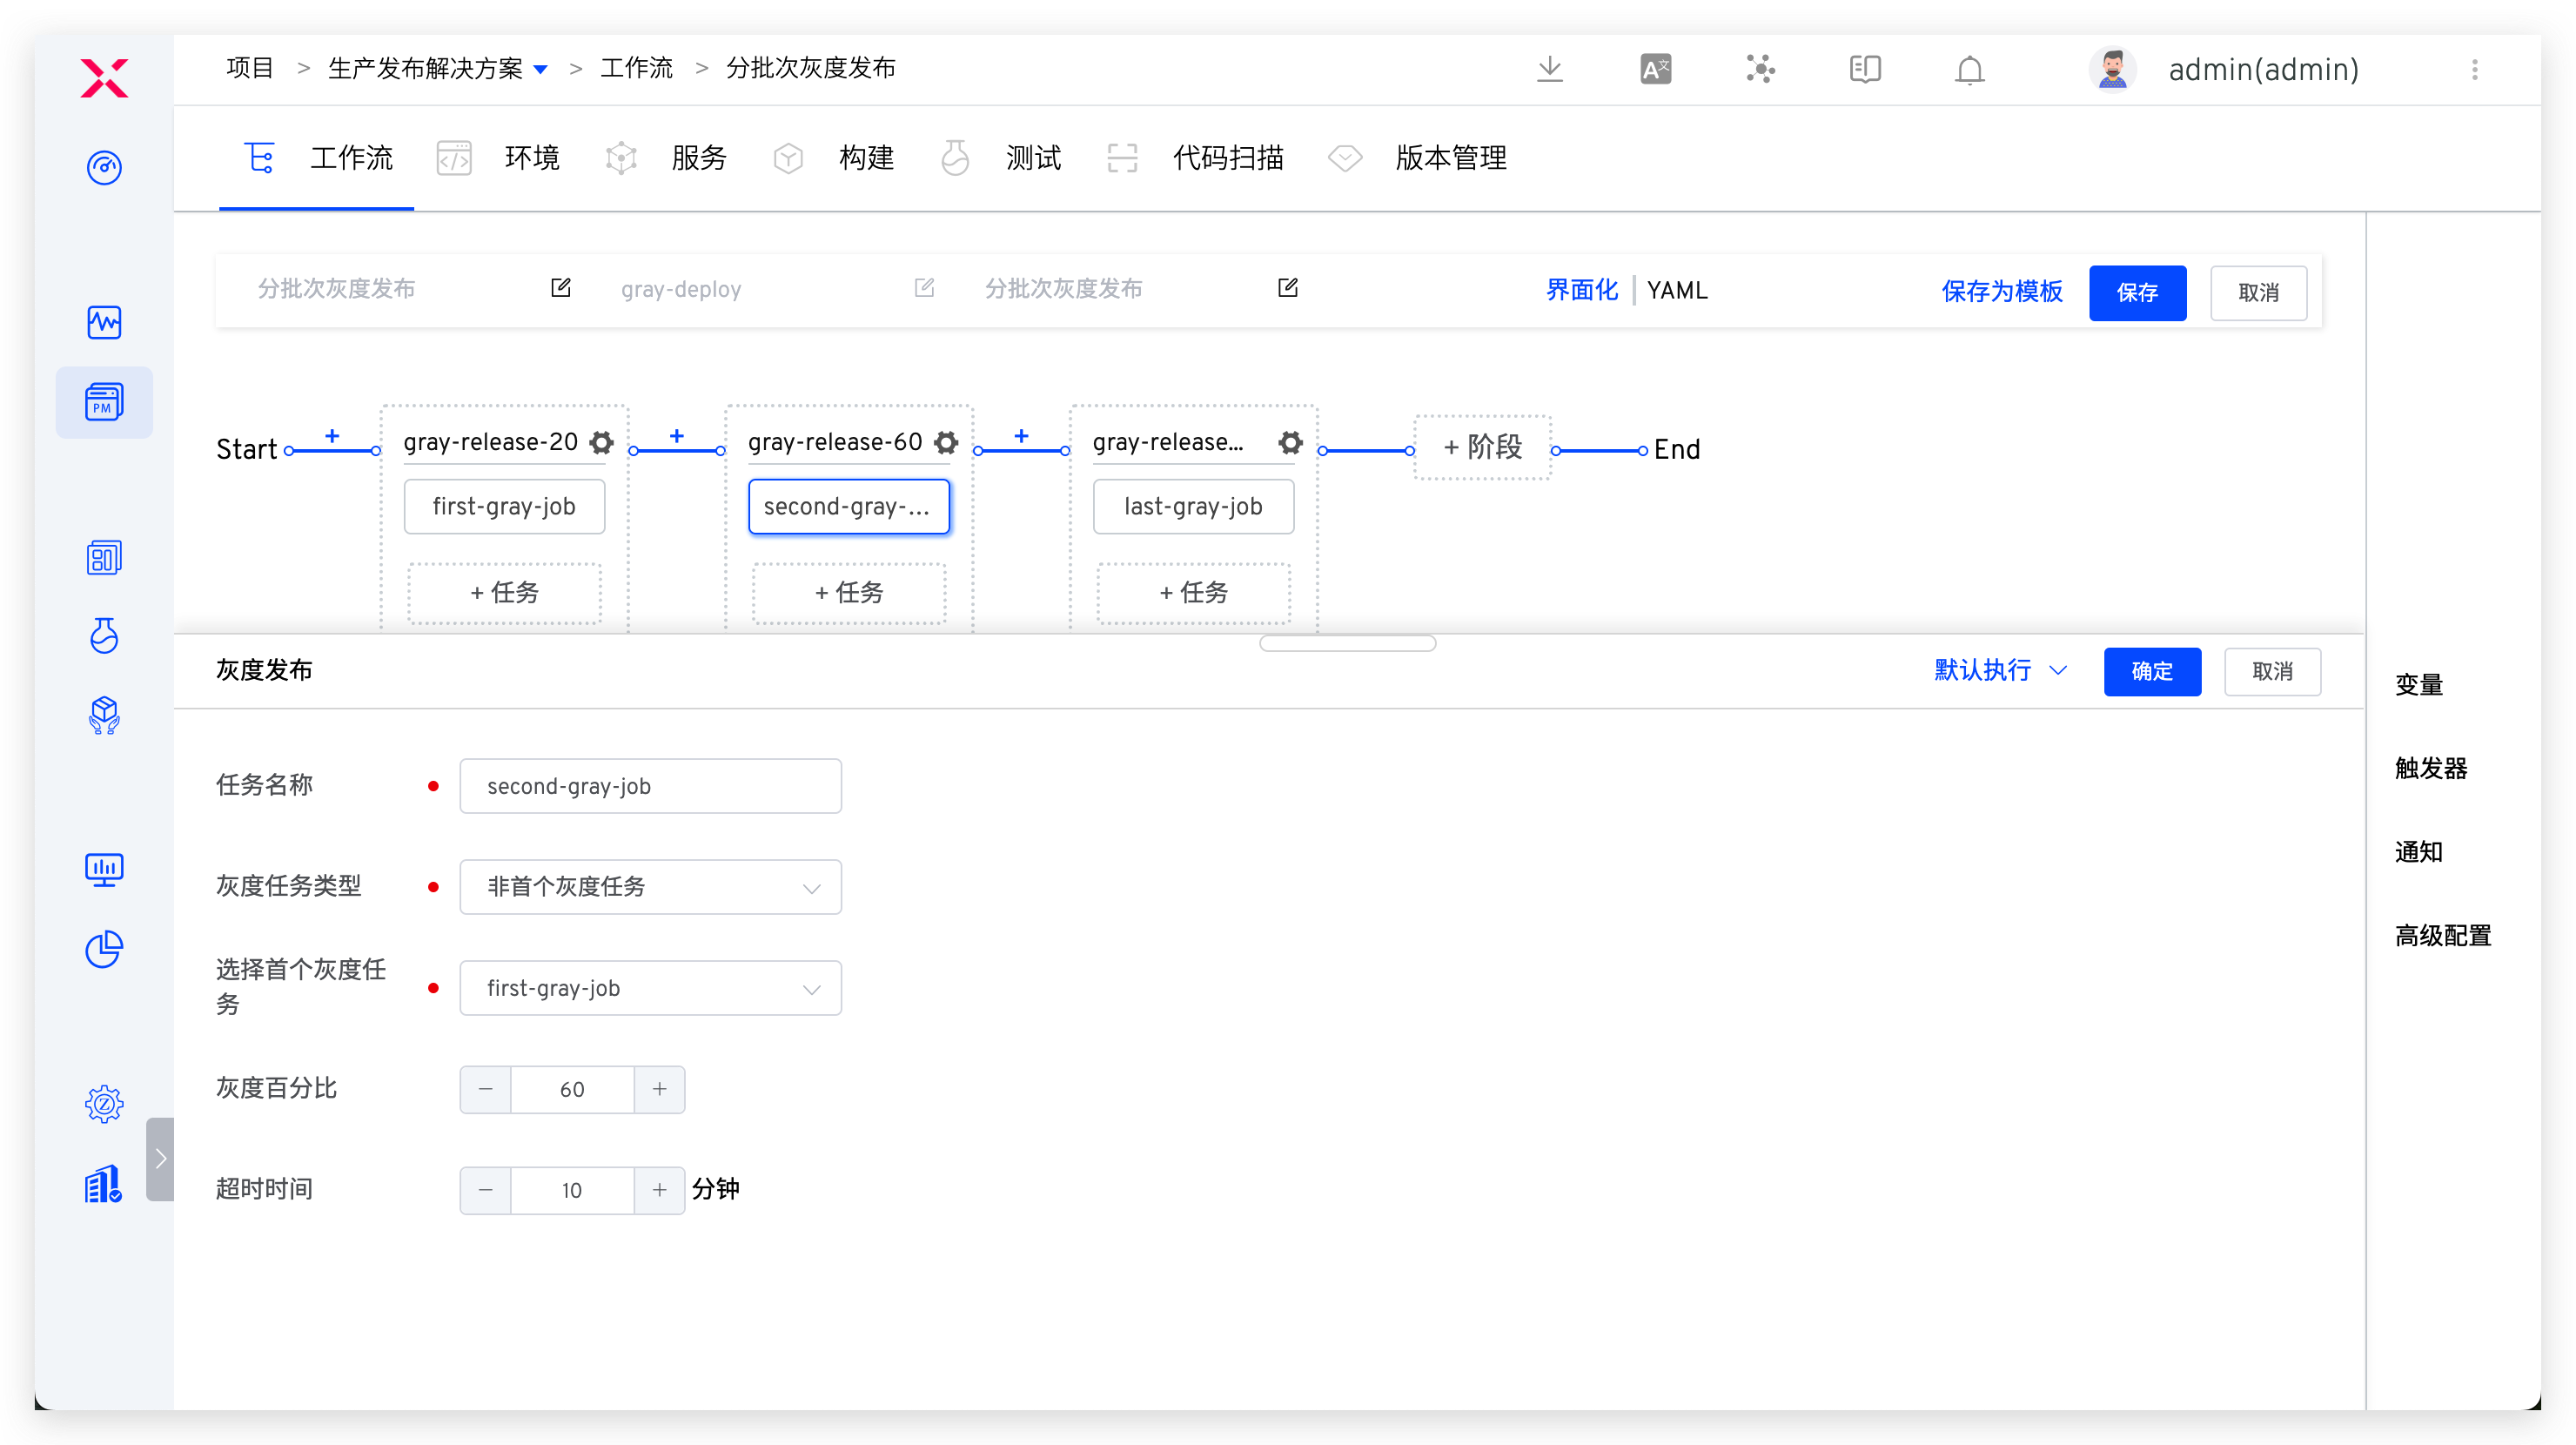 项目 > 生产发布解决方案 > 工作流 > 分批次灰度发布
admin(admin)
工作流 环境 服务 构建 测试 代码扫描 版本管理
分批次灰度发布 gray-deploy 分批次灰度发布 界面化 YAML 保存为模板 保存 取消
Start gray-release-20 gray-release-60 gray-release... + 阶段 End
first-gray-job second-gray-... last-gray-job
+ 任务 + 任务 + 任务
PM
灰度发布 默认执行 确定 取消
任务名称 second-gray-job
灰度任务类型 非首个灰度任务
选择首个灰度任
务
first-gray-job
灰度百分比 − 60 +
超时时间 − 10 + 分钟
变量
触发器
通知
高级配置